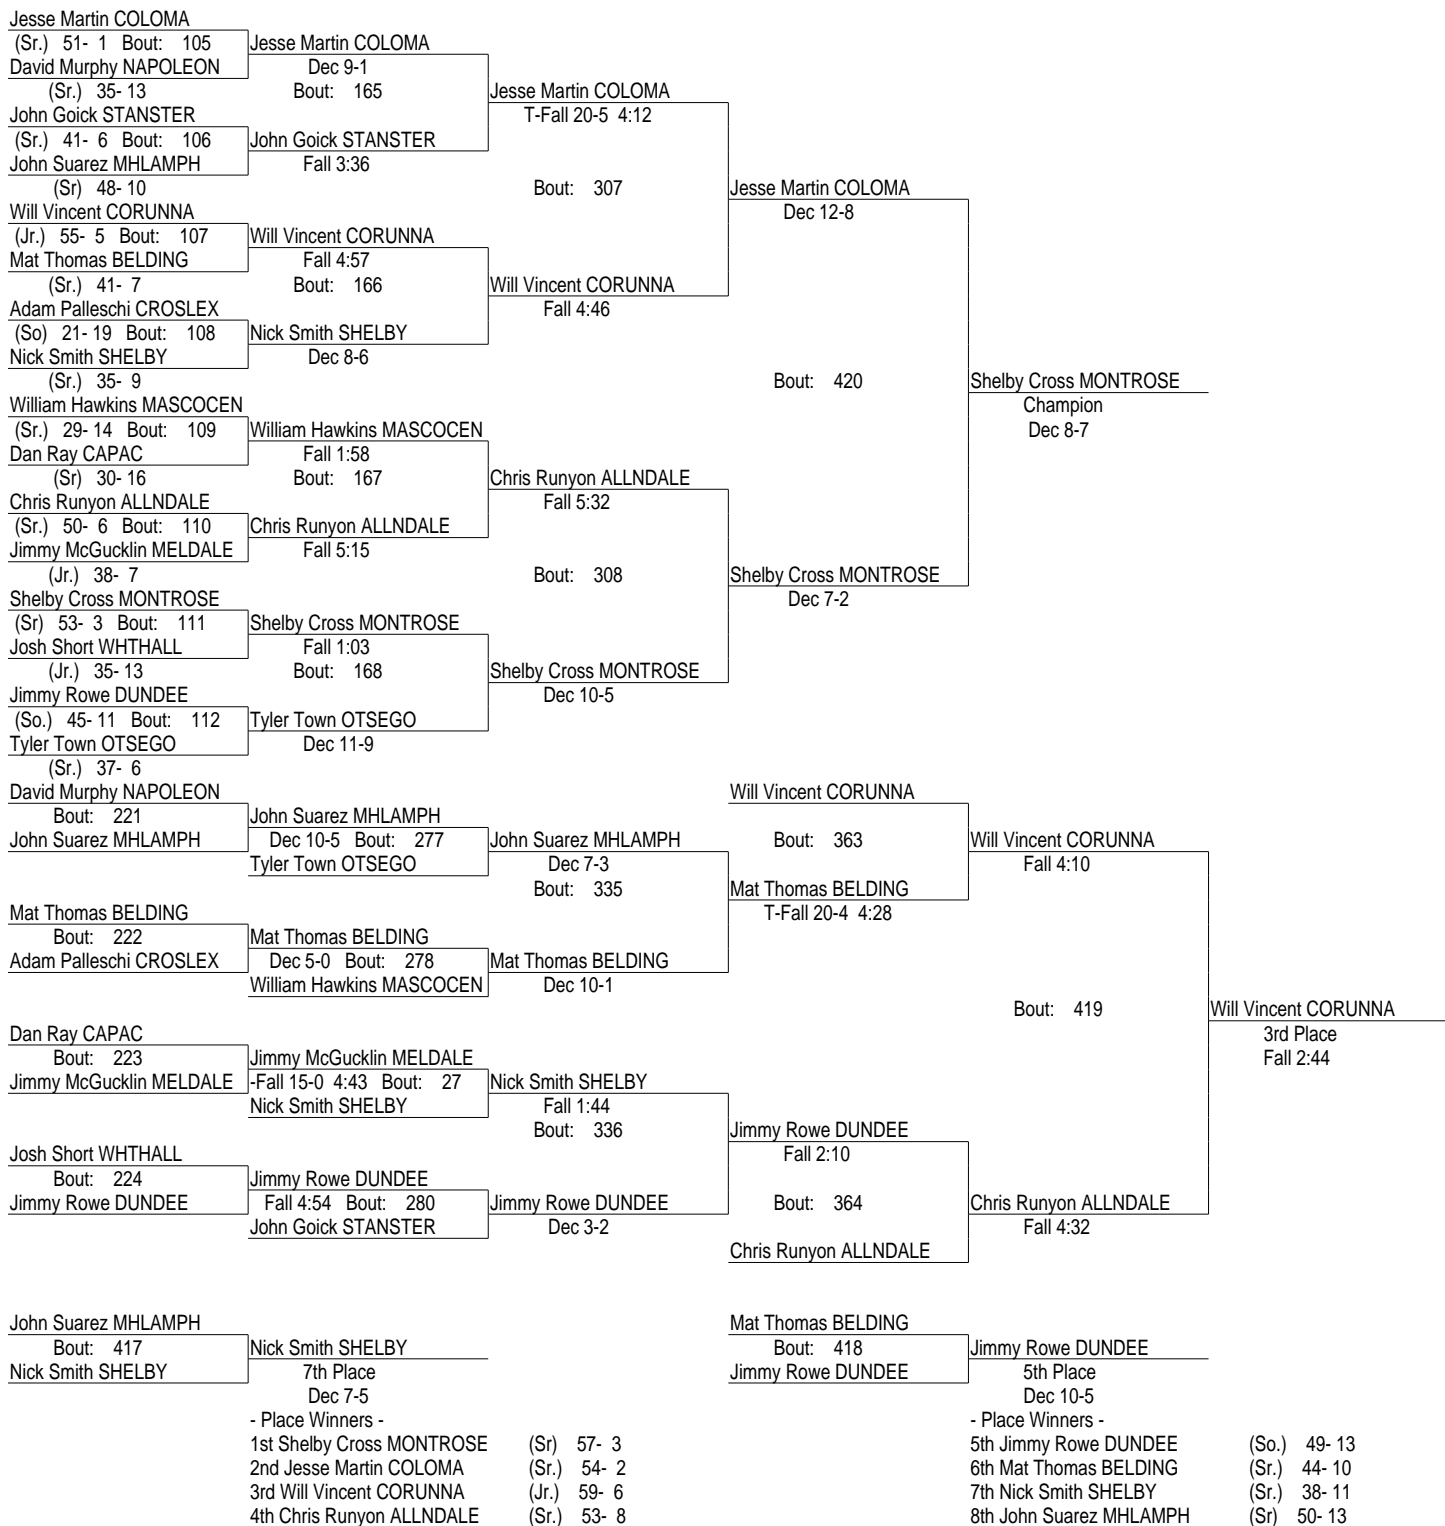 Jesse Martin COLOMA
(Sr.) 51- 1 Bout: 105 Jesse Martin COLOMA
David Murphy NAPOLEON Dec 9-1
(Sr.) 35- 13 Bout: 165 Jesse Martin COLOMA
John Goick STANSTER T-Fall 20-5 4:12
(Sr.) 41- 6 Bout: 106 John Goick STANSTER
John Suarez MHLAMPH Fall 3:36
(Sr) 48- 10 Bout: 307 Jesse Martin COLOMA
Will Vincent CORUNNA Dec 12-8
(Jr.) 55- 5 Bout: 107 Will Vincent CORUNNA
Mat Thomas BELDING Fall 4:57
(Sr.) 41- 7 Bout: 166 Will Vincent CORUNNA
Adam Palleschi CROSLEX Fall 4:46
(So) 21- 19 Bout: 108 Nick Smith SHELBY
Nick Smith SHELBY Dec 8-6
(Sr.) 35- 9 Bout: 420 Shelby Cross MONTROSE
William Hawkins MASCOCEN Champion
(Sr.) 29- 14 Bout: 109 William Hawkins MASCOCEN Dec 8-7
Dan Ray CAPAC Fall 1:58
(Sr) 30- 16 Bout: 167 Chris Runyon ALLNDALE
Chris Runyon ALLNDALE Fall 5:32
(Sr.) 50- 6 Bout: 110 Chris Runyon ALLNDALE
Jimmy McGucklin MELDALE Fall 5:15
(Jr.) 38- 7 Bout: 308 Shelby Cross MONTROSE
Shelby Cross MONTROSE Dec 7-2
(Sr) 53- 3 Bout: 111 Shelby Cross MONTROSE
Josh Short WHTHALL Fall 1:03
(Jr.) 35- 13 Bout: 168 Shelby Cross MONTROSE
Jimmy Rowe DUNDEE Dec 10-5
(So.) 45- 11 Bout: 112 Tyler Town OTSEGO
Tyler Town OTSEGO Dec 11-9
(Sr.) 37- 6
David Murphy NAPOLEON Will Vincent CORUNNA
Bout: 221 John Suarez MHLAMPH
John Suarez MHLAMPH Dec 10-5 Bout: 277 John Suarez MHLAMPH Bout: 363 Will Vincent CORUNNA
Tyler Town OTSEGO Dec 7-3 Fall 4:10
Bout: 335 Mat Thomas BELDING
Mat Thomas BELDING T-Fall 20-4 4:28
Bout: 222 Mat Thomas BELDING
Adam Palleschi CROSLEX Dec 5-0 Bout: 278 Mat Thomas BELDING
William Hawkins MASCOCEN Dec 10-1
Bout: 419 Will Vincent CORUNNA
Dan Ray CAPAC 3rd Place
Bout: 223 Jimmy McGucklin MELDALE Fall 2:44
Jimmy McGucklin MELDALE -Fall 15-0 4:43 Bout: 27 Nick Smith SHELBY
Nick Smith SHELBY Fall 1:44
Bout: 336 Jimmy Rowe DUNDEE
Josh Short WHTHALL Fall 2:10
Bout: 224 Jimmy Rowe DUNDEE
Jimmy Rowe DUNDEE Fall 4:54 Bout: 280 Jimmy Rowe DUNDEE Bout: 364 Chris Runyon ALLNDALE
John Goick STANSTER Dec 3-2 Fall 4:32
Chris Runyon ALLNDALE
John Suarez MHLAMPH Mat Thomas BELDING
Bout: 417 Nick Smith SHELBY Bout: 418 Jimmy Rowe DUNDEE
Nick Smith SHELBY 7th Place Jimmy Rowe DUNDEE 5th Place
Dec 7-5 Dec 10-5
- Place Winners - - Place Winners -
1st Shelby Cross MONTROSE (Sr) 57- 3 5th Jimmy Rowe DUNDEE (So.) 49- 13
2nd Jesse Martin COLOMA (Sr.) 54- 2 6th Mat Thomas BELDING (Sr.) 44- 10
3rd Will Vincent CORUNNA (Jr.) 59- 6 7th Nick Smith SHELBY (Sr.) 38- 11
4th Chris Runyon ALLNDALE (Sr.) 53- 8 8th John Suarez MHLAMPH (Sr) 50- 13